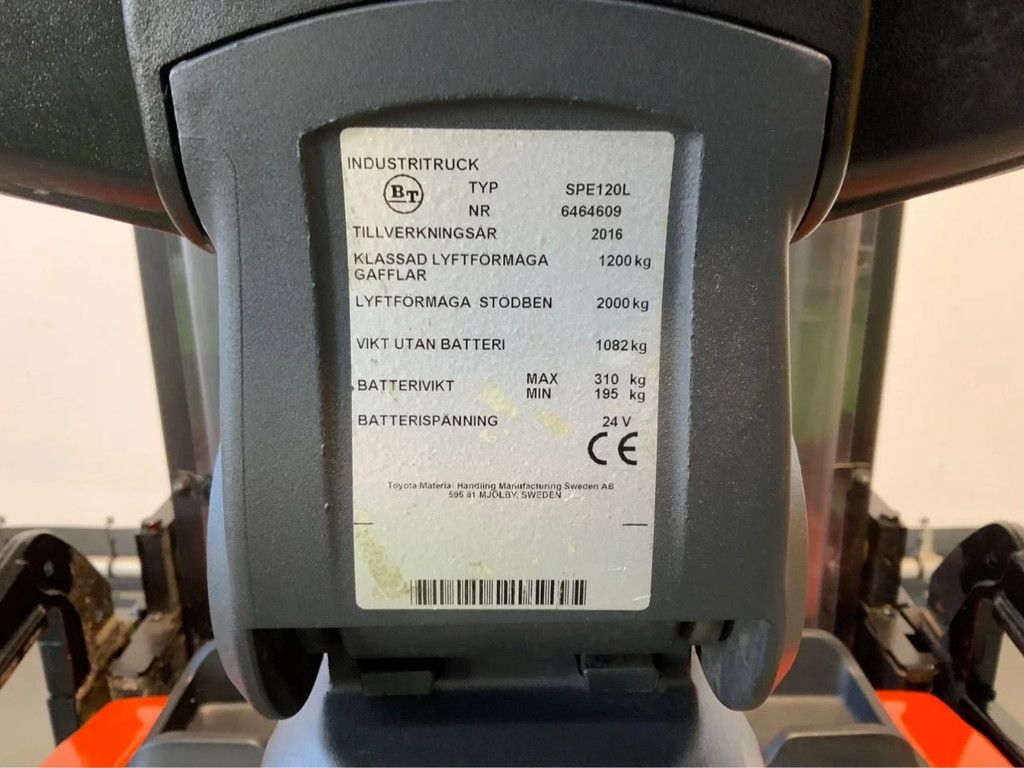 INDUSTRITRUCK
BT TYP SPE120L
NR 6464609
TILLVERKNINGSÅR 2016
KLASSAD LYFTFÖRMÅGA 1200 kg
GAFFLAR
LYFTFÖRMÅGA STÖDBEN 2000 kg
VIKT UTAN BATTERI 1082 kg
BATTERIVIKT MAX 310 kg
MIN 195 kg
BATTERISPÄNNING 24 V
CE
Toyota Material Handling Manufacturing Sweden AB
595 81 MJÖLBY, SWEDEN